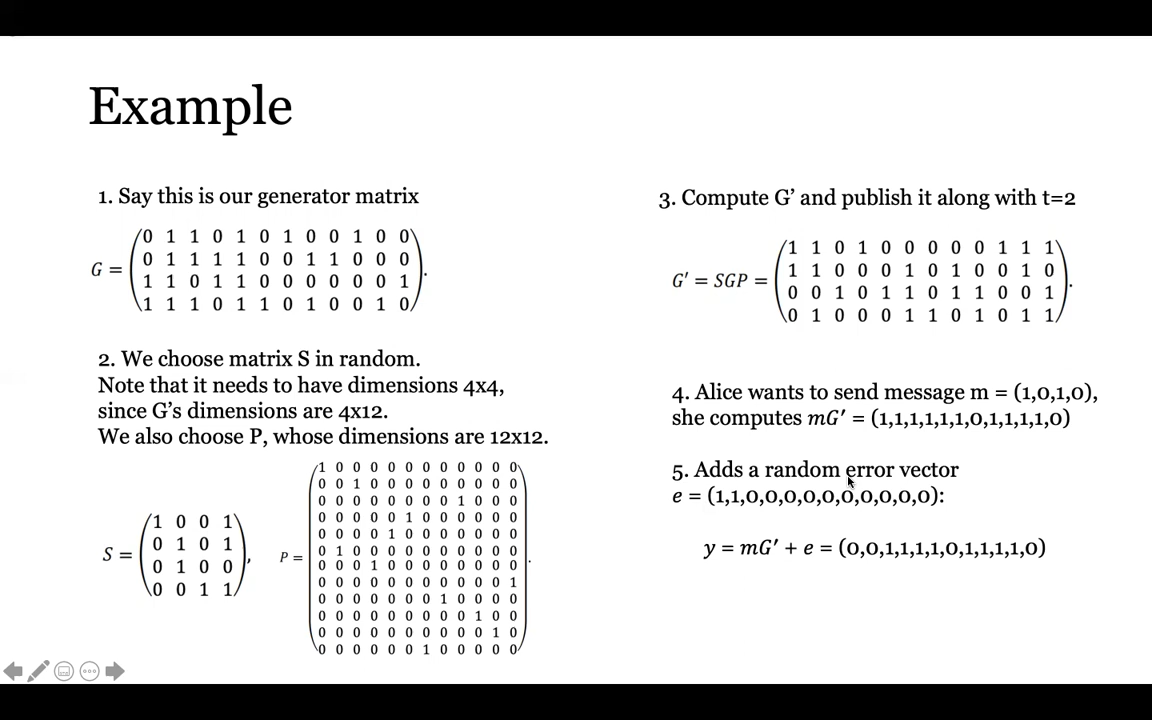 Example
1. Say this is our generator matrix
0 1 1 0 1 0 1 0 0 1 0 0
0 1 1 1 1 0 0 1 1 0 0 0
G =
1 1 0 1 1 0 0 0 0 0 0 1
.
1 1 1 0 1 1 0 1 0 0 1 0
2. We choose matrix S in random.
Note that it needs to have dimensions 4x4,
since G's dimensions are 4x12.
We also choose P, whose dimensions are 12x12.
1 0 0 1
0 1 0 1
S =
0 1 0 0
,
0 0 1 1
1 0 0 0 0 0 0 0 0 0 0 0
0 0 1 0 0 0 0 0 0 0 0 0
0 0 0 0 0 0 0 0 1 0 0 0
0 0 0 0 0 1 0 0 0 0 0 0
0 0 0 0 1 0 0 0 0 0 0 0
0 1 0 0 0 0 0 0 0 0 0 0
P =
0 0 0 1 0 0 0 0 0 0 0 0
.
0 0 0 0 0 0 0 0 0 0 0 1
0 0 0 0 0 0 0 1 0 0 0 0
0 0 0 0 0 0 0 0 0 1 0 0
0 0 0 0 0 0 0 0 0 0 1 0
0 0 0 0 0 0 1 0 0 0 0 0
3. Compute G’ and publish it along with t=2
1 1 0 1 0 0 0 0 0 1 1 1
1 1 0 0 0 1 0 1 0 0 1 0
G′ = SGP =
0 0 1 0 1 1 0 1 1 0 0 1
.
0 1 0 0 0 1 1 0 1 0 1 1
4. Alice wants to send message m = (1,0,1,0),
she computes mG′ = (1,1,1,1,1,1,0,1,1,1,1,0)
5. Adds a random error vector
e = (1,1,0,0,0,0,0,0,0,0,0,0):
y = mG′ + e = (0,0,1,1,1,1,0,1,1,1,1,0)